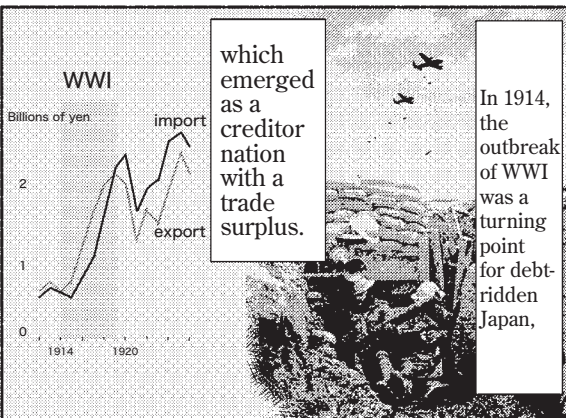 In 1914,
the
outbreak
of WWI
was a
turning
point
for debt-
ridden
Japan,
which
emerged
as a
creditor
nation
with a
trade
surplus.
WWI
Billions of yen
import
export
2
1
0
1914 1920